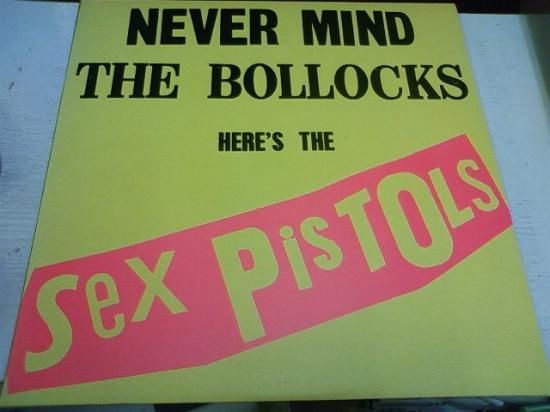 NEVER MIND
THE BOLLOCKS
HERE'S THE
Sex PisTOLs